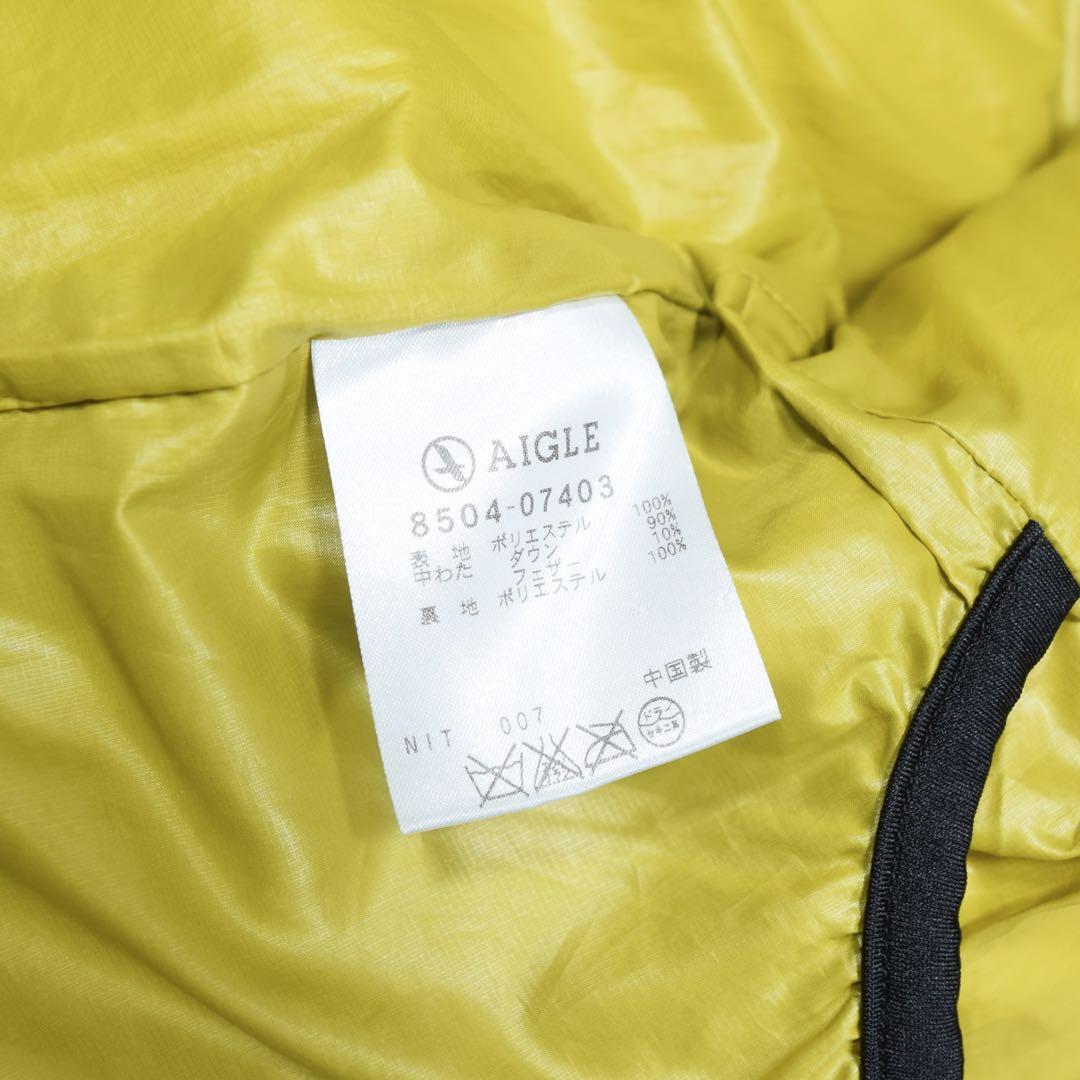 AIGLE
8504-07403
表 地 ポリエステル 100%
中わた ダウン 90%
フェザー 10%
裏 地 ポリエステル 100%
中国製
NIT 007
ドライ